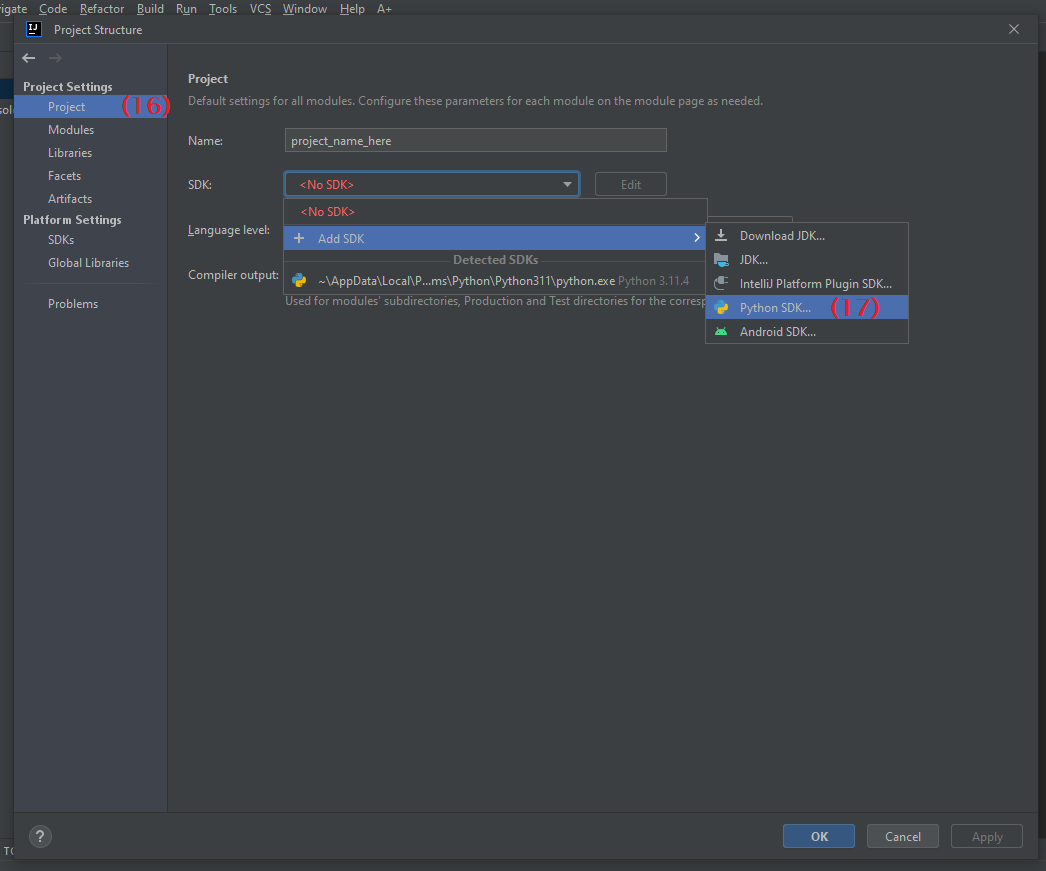 igate Code Refactor Build Run Tools VCS Window Help A+
IJ Project Structure
Project Settings
Project (16)
Modules
Libraries
Facets
Artifacts
Platform Settings
SDKs
Global Libraries
Problems
Project
Default settings for all modules. Configure these parameters for each module on the module page as needed.
Name: project_name_here
SDK: <No SDK> Edit
<No SDK>
Language level:
+ Add SDK
Detected SDKs
Compiler output: ~\AppData\Local\P...ms\Python\Python311\python.exe Python 3.11.4
Used for modules' subdirectories, Production and Test directories for the corresp
Download JDK...
JDK...
IntelliJ Platform Plugin SDK...
Python SDK... (17)
Android SDK...
? OK Cancel Apply